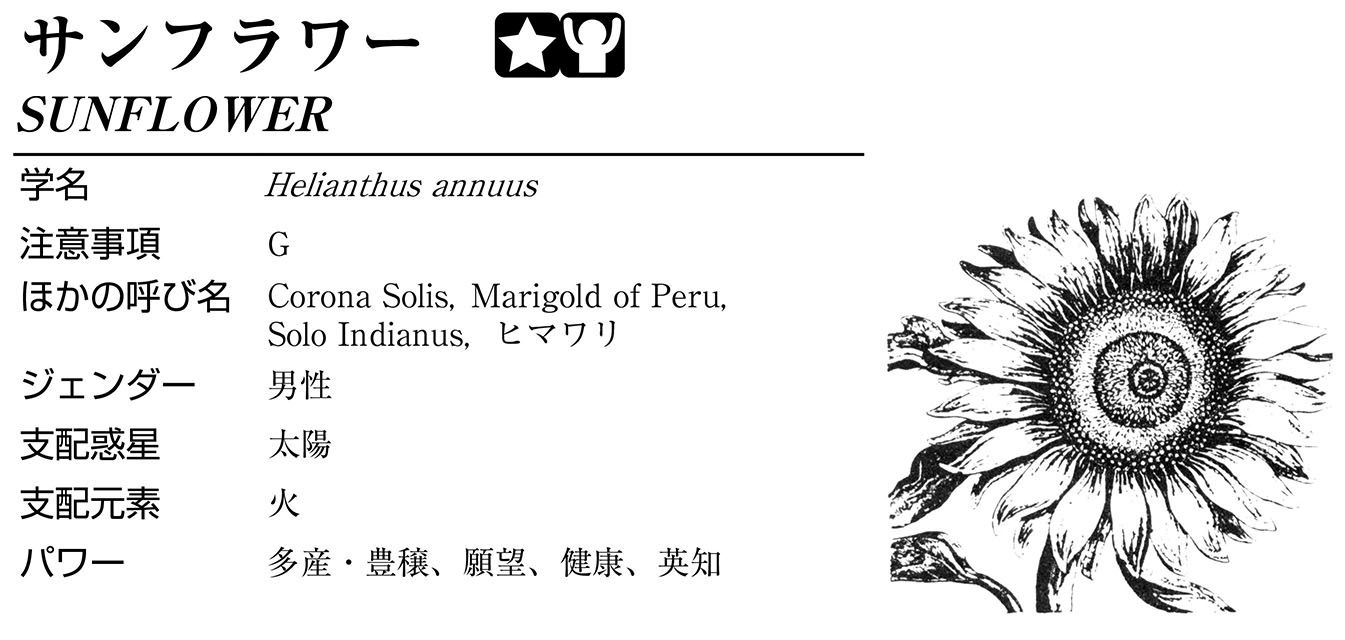 サンフラワー
SUNFLOWER
学名 Helianthus annuus
注意事項 G
ほかの呼び名 Corona Solis, Marigold of Peru,
Solo Indianus, ヒマワリ
ジェンダー 男性
支配惑星 太陽
支配元素 火
パワー 多産・豊穣、願望、健康、英知